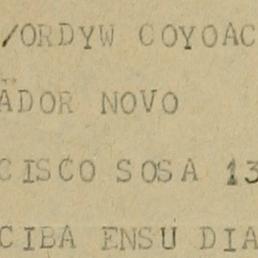 /ORDYW COYOAC
ÄDOR NOVO
CISCO SOSA 13
CIBA ENSU DIA